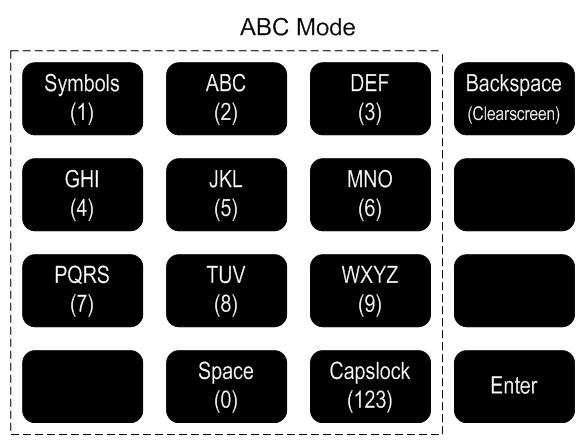 ABC Mode
Symbols
(1)
ABC
(2)
DEF
(3)
Backspace
(Clearscreen)
GHI
(4)
JKL
(5)
MNO
(6)
PQRS
(7)
TUV
(8)
WXYZ
(9)
Space
(0)
Capslock
(123)
Enter